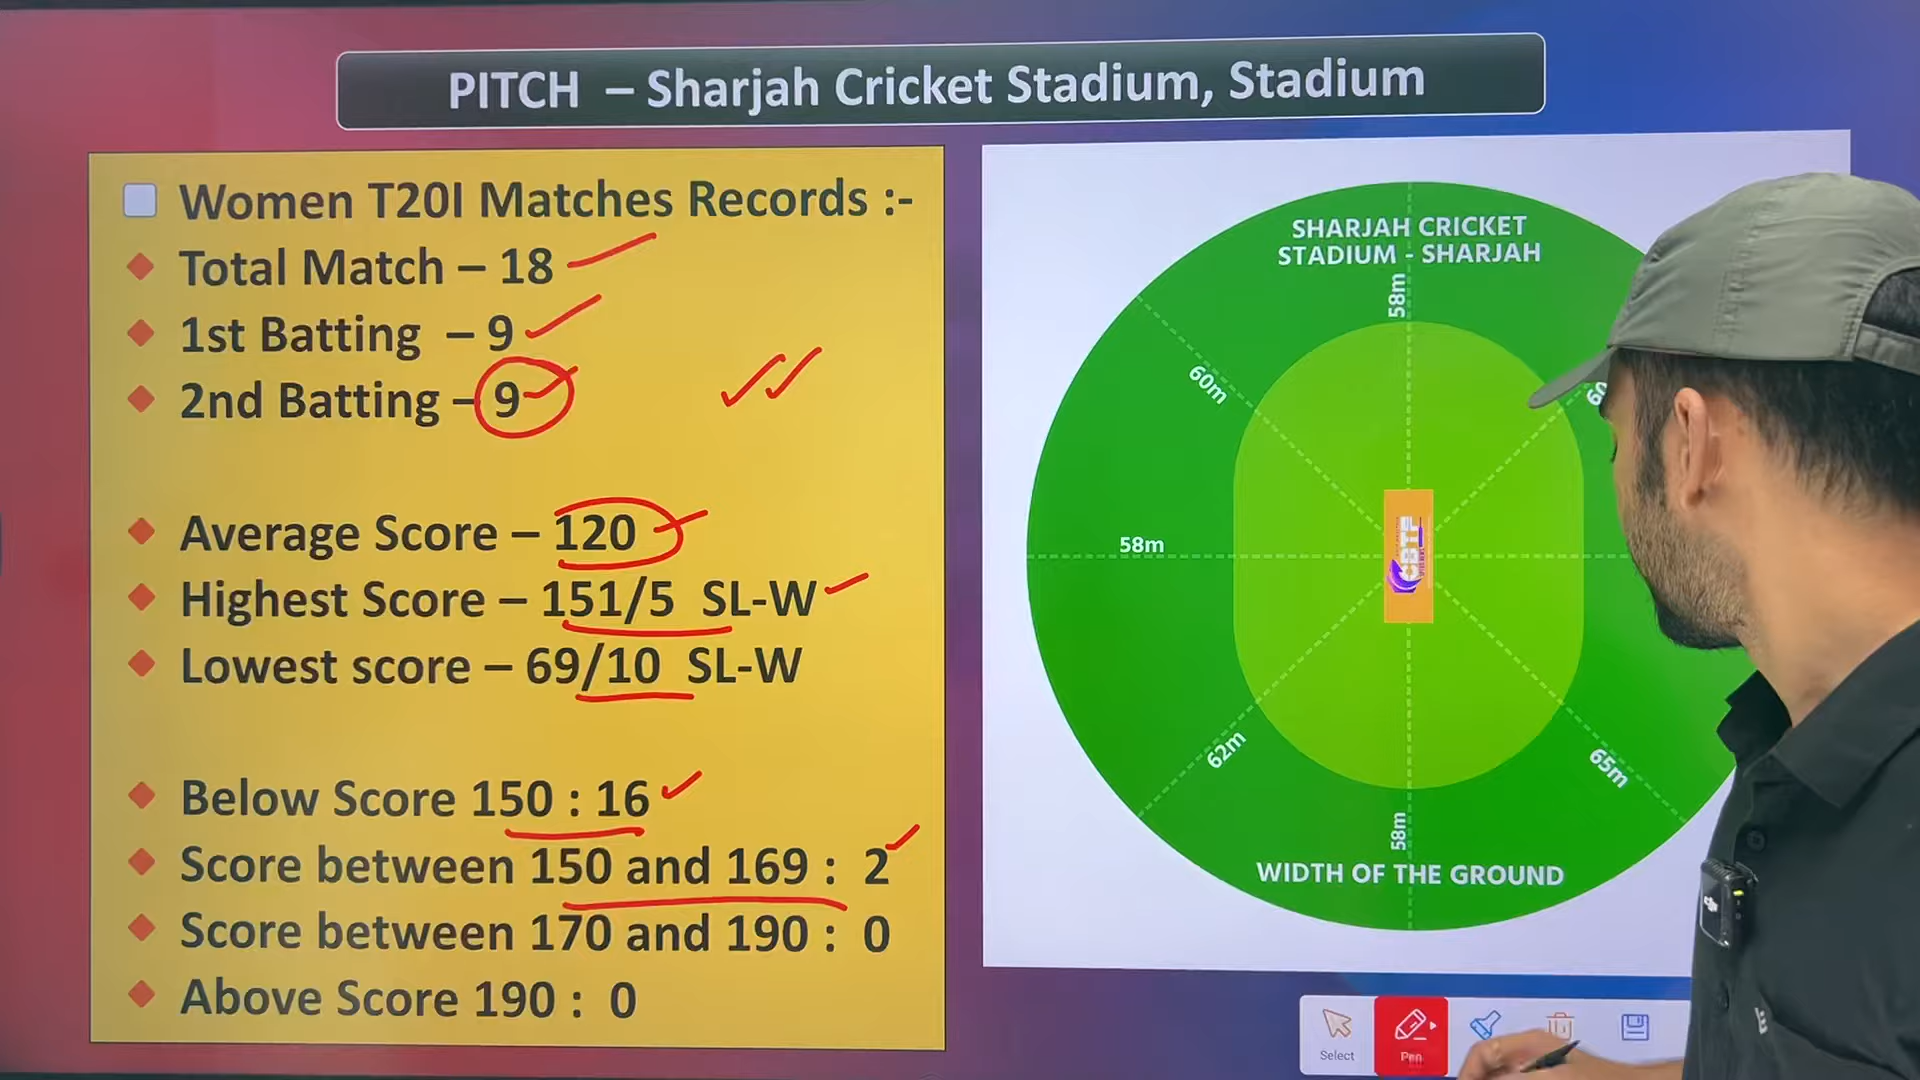 PITCH – Sharjah Cricket Stadium, Stadium
Women T20I Matches Records :-
Total Match – 18
1st Batting – 9
2nd Batting – 9
Average Score – 120
Highest Score – 151/5 SL-W
Lowest score – 69/10 SL-W
Below Score 150 : 16
Score between 150 and 169 : 2
Score between 170 and 190 : 0
Above Score 190 : 0
SHARJAH CRICKET
STADIUM - SHARJAH
58m
60m
58m
CBTF
62m
65m
58m
WIDTH OF THE GROUND
Select
Pen